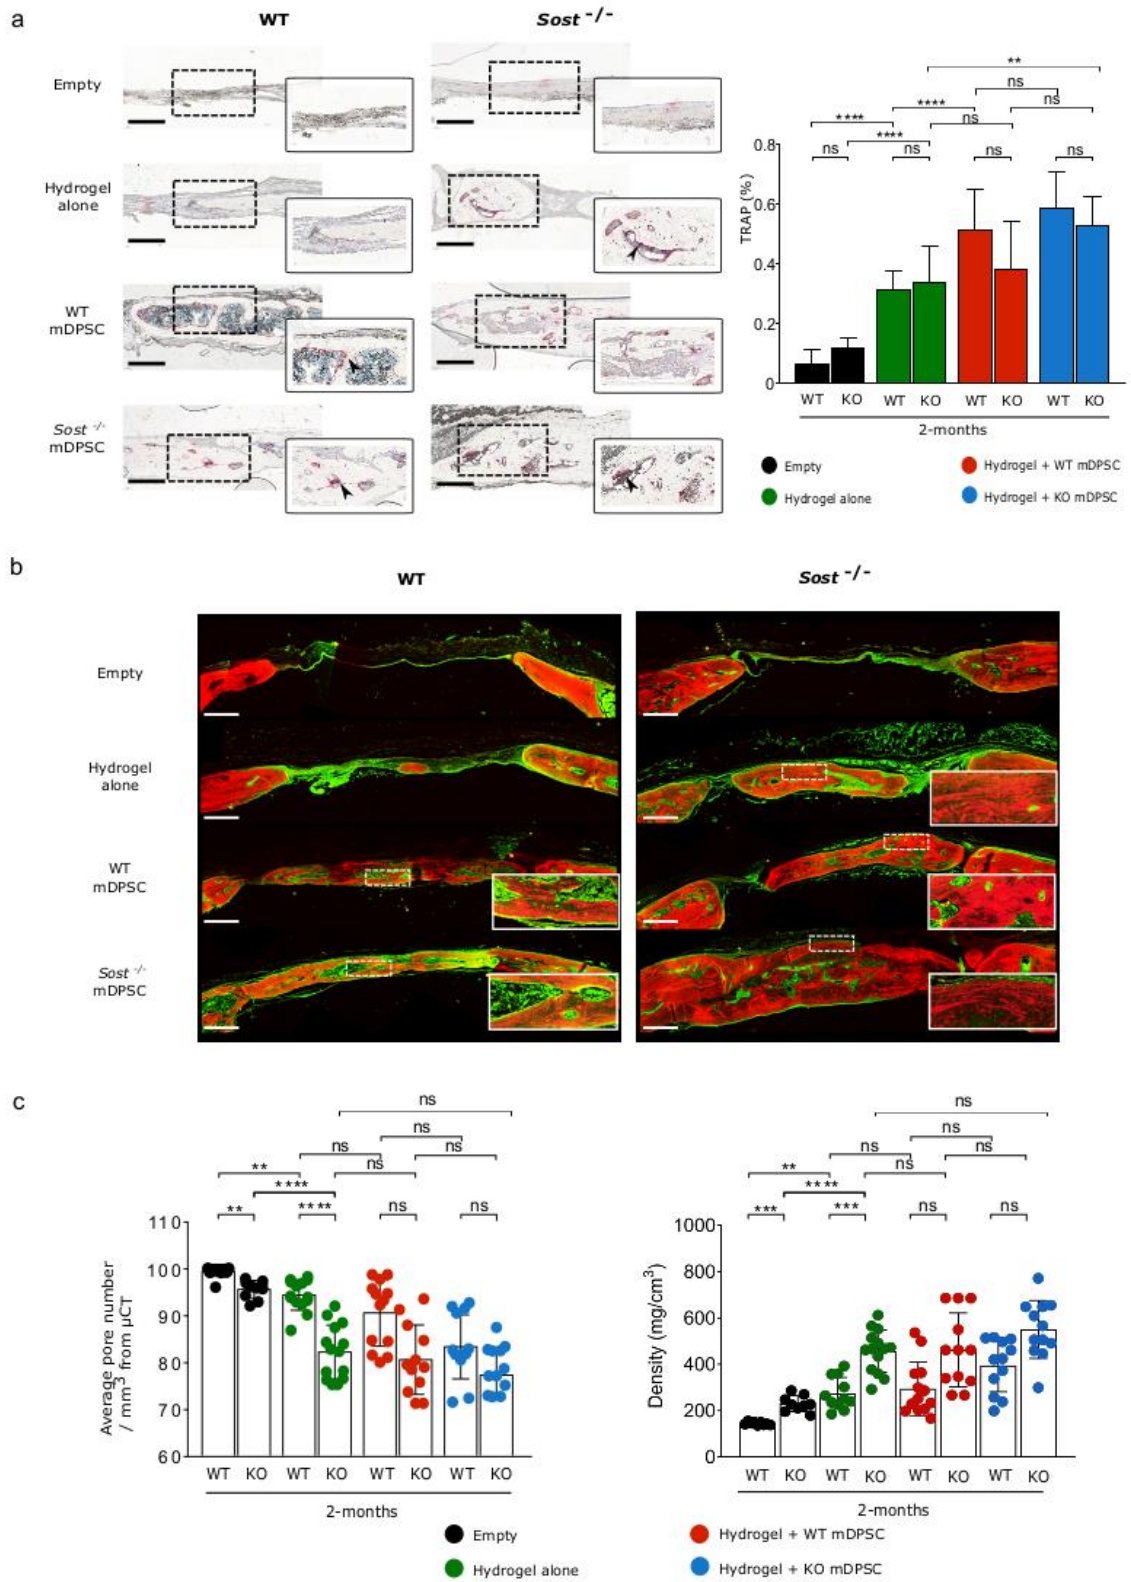 a
WT
Sost -/-
Empty
Hydrogel
alone
WT
mDPSC
Sost -/-
mDPSC
**
ns
****
ns
****
ns
****
ns
ns
ns
ns
0.8
0.6
0.4
0.2
0
TRAP (%)
WT KO WT KO WT KO WT KO
2-months
Empty
Hydrogel alone
Hydrogel + WT mDPSC
Hydrogel + KO mDPSC
b
WT
Sost -/-
Empty
Hydrogel
alone
WT
mDPSC
Sost -/-
mDPSC
c
ns
ns
ns ns
** ns
****
** **** ns ns
110
100
90
80
70
60
Average pore number
/ mm3 from µCT
WT KO WT KO WT KO WT KO
2-months
ns
ns
ns ns
** ns
****
*** *** ns ns
1000
800
600
400
200
0
Density (mg/cm3)
WT KO WT KO WT KO WT KO
2-months
Empty
Hydrogel alone
Hydrogel + WT mDPSC
Hydrogel + KO mDPSC